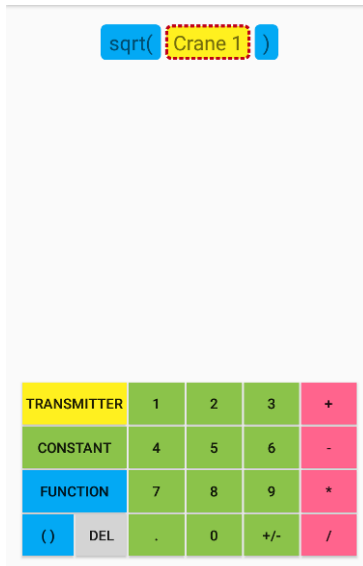 sqrt( Crane 1 )
TRANSMITTER 1 2 3 +
CONSTANT 4 5 6 -
FUNCTION 7 8 9 *
( ) DEL . 0 +/- /